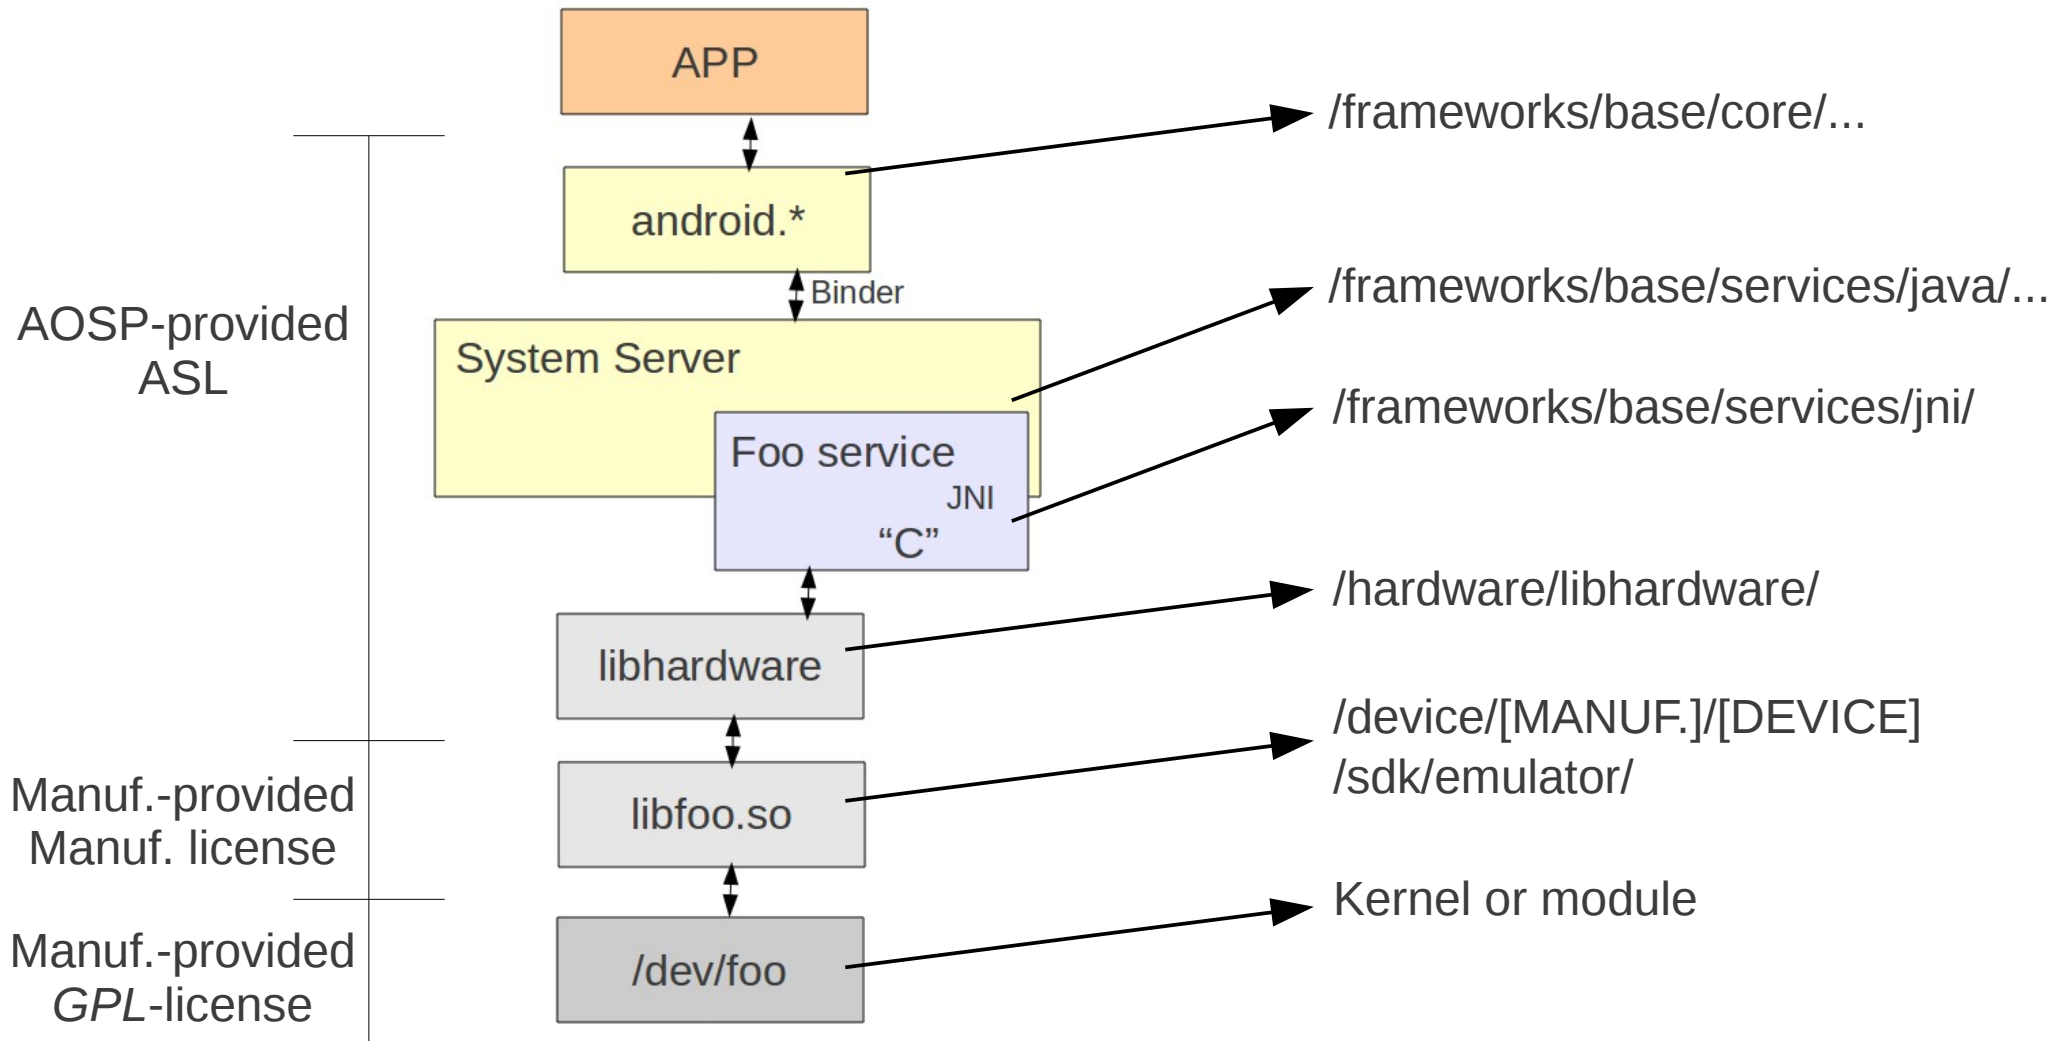 APP
/frameworks/base/core/...
android.*
Binder
/frameworks/base/services/java/...
AOSP-provided
ASL
System Server
/frameworks/base/services/jni/
Foo service
JNI
“C”
/hardware/libhardware/
libhardware
/device/[MANUF.]/[DEVICE]
/sdk/emulator/
Manuf.-provided
Manuf. license
libfoo.so
Kernel or module
Manuf.-provided
GPL-license
/dev/foo